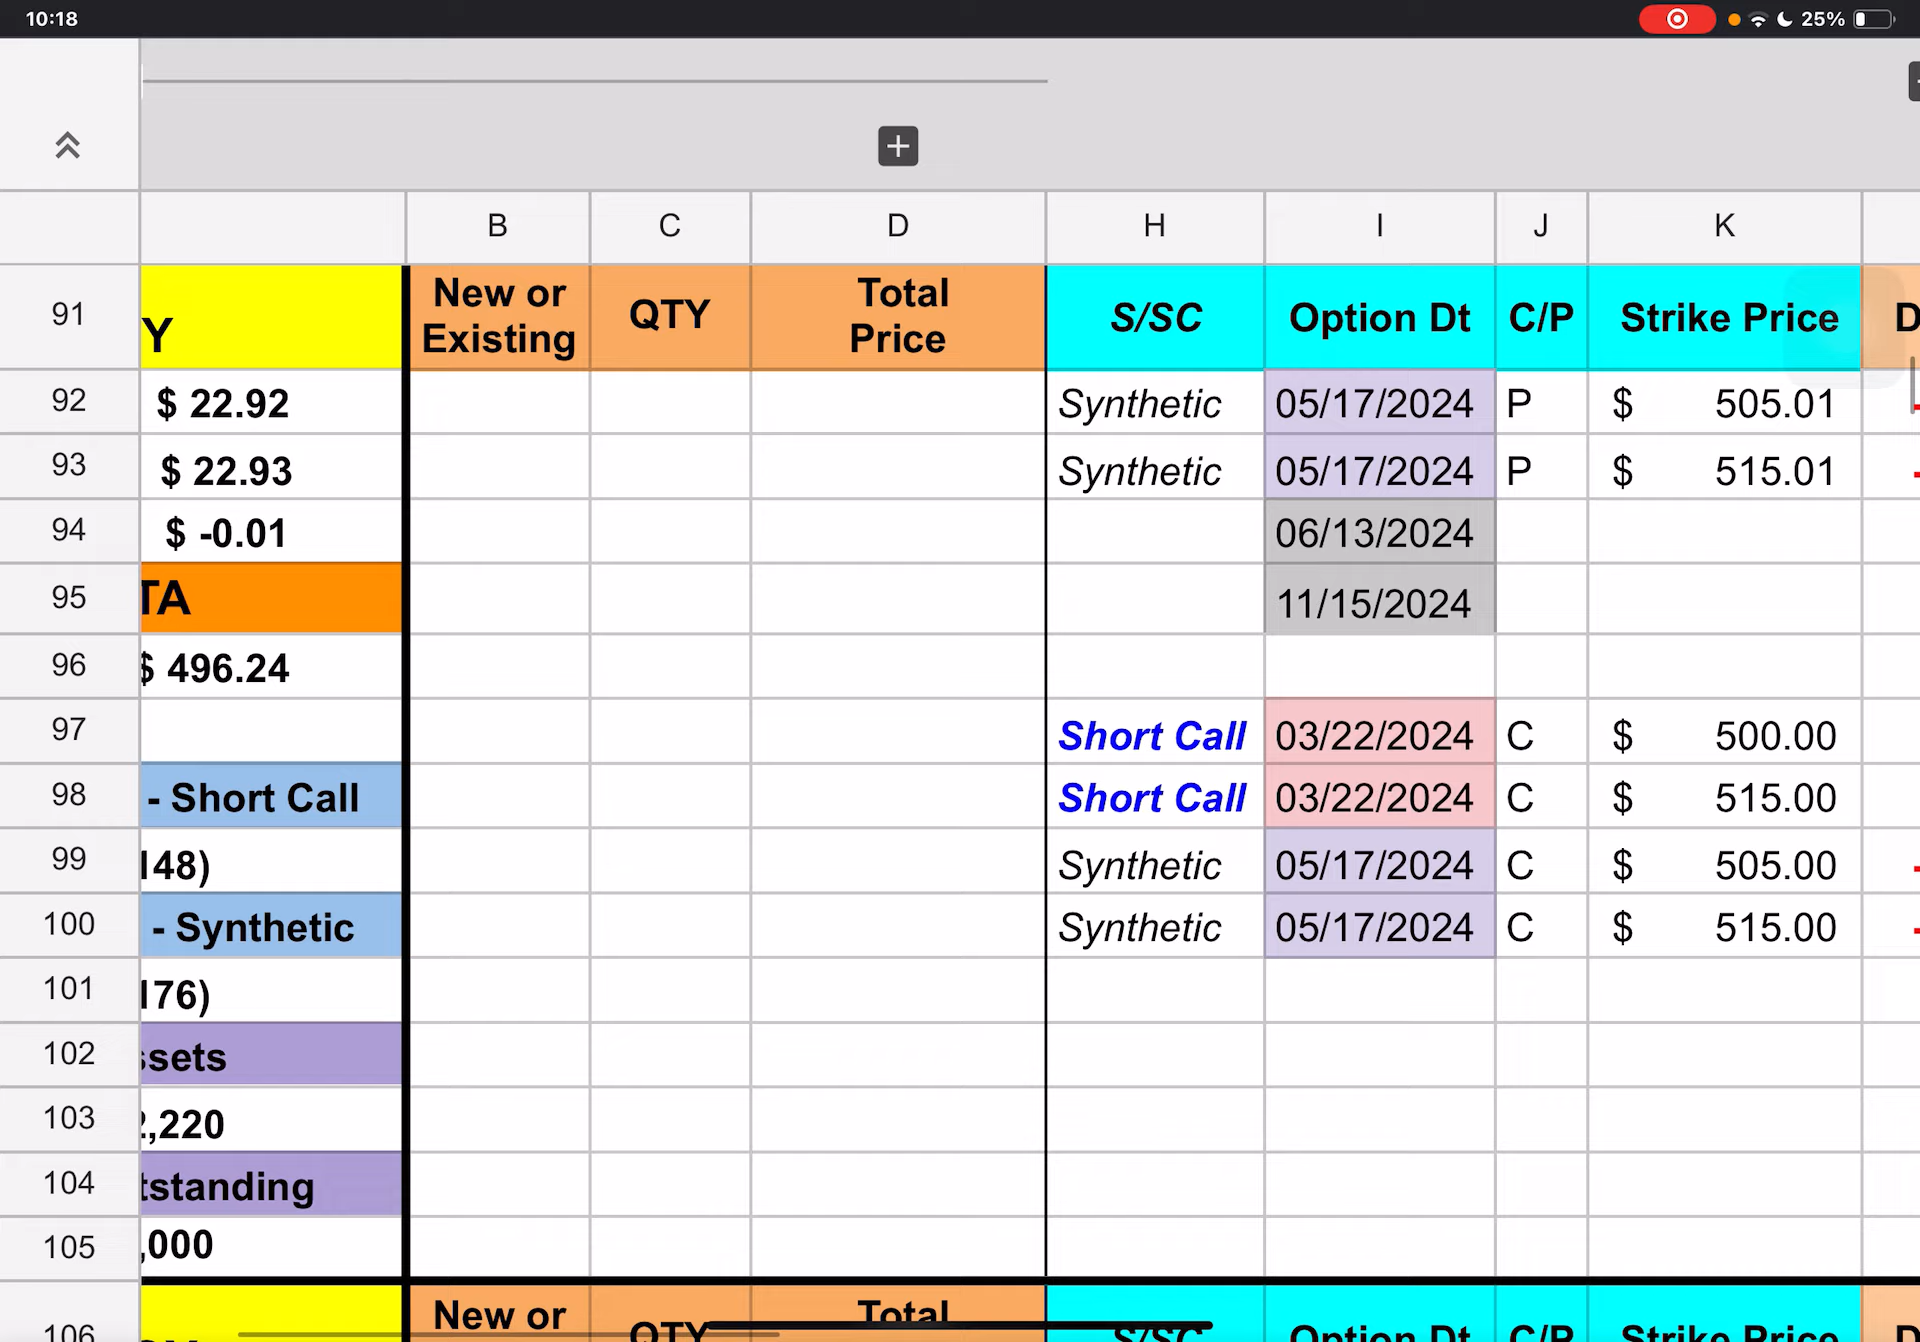 10:18
25%
B C D H I J K
91 Y New or Existing QTY Total Price S/SC Option Dt C/P Strike Price D
92 $ 22.92 Synthetic 05/17/2024 P $ 505.01
93 $ 22.93 Synthetic 05/17/2024 P $ 515.01
94 $ -0.01 06/13/2024
95 TA 11/15/2024
96 $ 496.24
97 Short Call 03/22/2024 C $ 500.00
98 - Short Call Short Call 03/22/2024 C $ 515.00
99 148) Synthetic 05/17/2024 C $ 505.00
100 - Synthetic Synthetic 05/17/2024 C $ 515.00
101 176)
102 ssets
103 2,220
104 tstanding
105 ,000
106 New or QTY Total S/SC Option Dt C/P Strike Price D